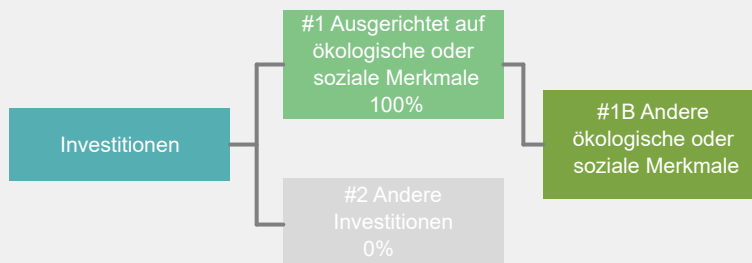 Investitionen
#1 Ausgerichtet auf
ökologische oder
soziale Merkmale
100%
#2 Andere
Investitionen
0%
#1B Andere
ökologische oder
soziale Merkmale